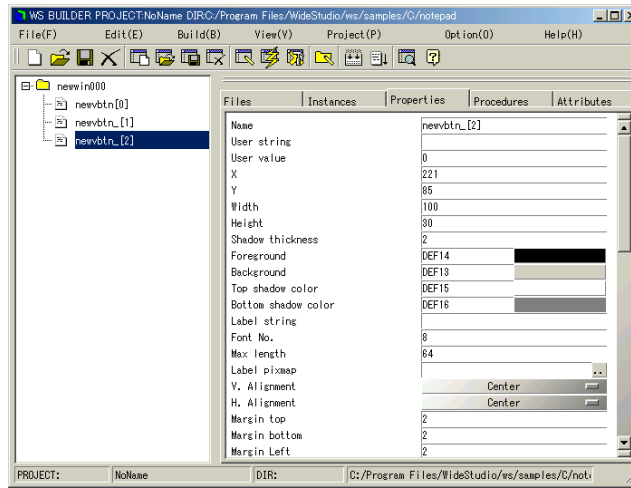 WS BUILDER PROJECT:NoName DIRC:/Program Files/WideStudio/ws/samples/C/notepad
File(F) Edit(E) Build(B) View(V) Project(P) Option(O) Help(H)
newwin000
newvbtn[0]
newvbtn_[1]
newvbtn_[2]
Files Instances Properties Procedures Attributes
Name newvbtn_[2]
User string
User value 0
X 221
Y 85
Width 100
Height 30
Shadow thickness 2
Foreground DEF14
Background DEF13
Top shadow color DEF15
Bottom shadow color DEF16
Label string
Font No. 8
Max length 64
Label pixmap ..
V. Alignment Center
H. Alignment Center
Margin top 2
Margin bottom 2
Margin Left 2
PROJECT: NoName DIR: C:/Program Files/WideStudio/ws/samples/C/not